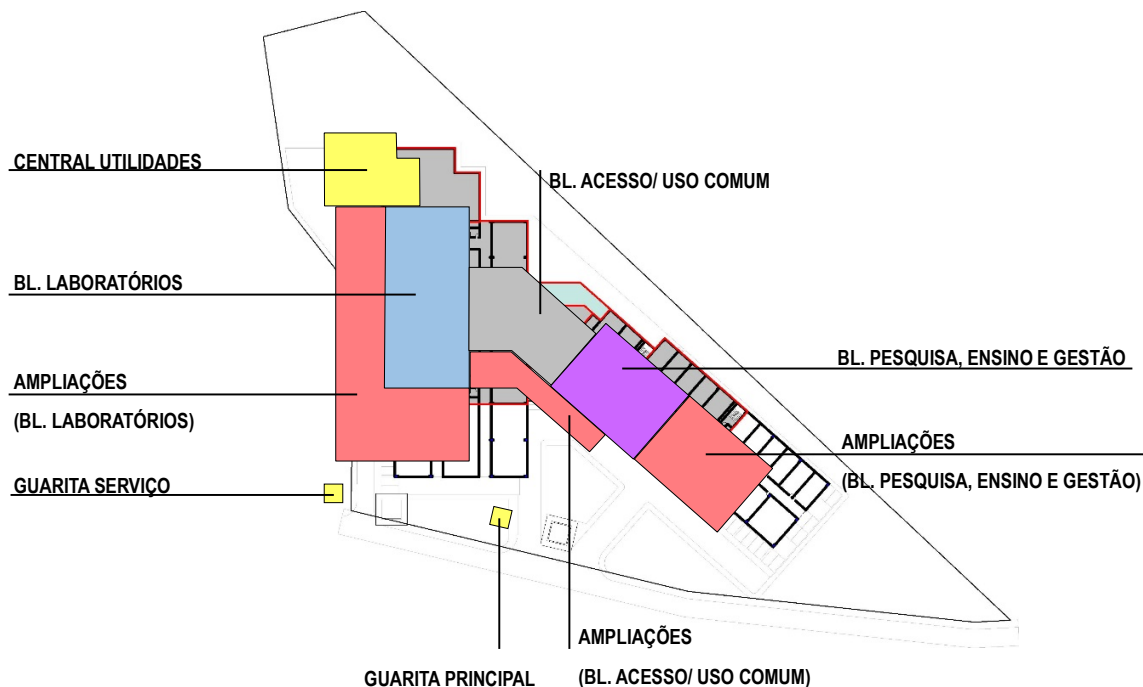 CENTRAL UTILIDADES
BL. ACESSO/ USO COMUM
BL. LABORATÓRIOS
BL. PESQUISA, ENSINO E GESTÃO
AMPLIAÇÕES
(BL. LABORATÓRIOS)
AMPLIAÇÕES
(BL. PESQUISA, ENSINO E GESTÃO)
GUARITA SERVIÇO
AMPLIAÇÕES
(BL. ACESSO/ USO COMUM)
GUARITA PRINCIPAL